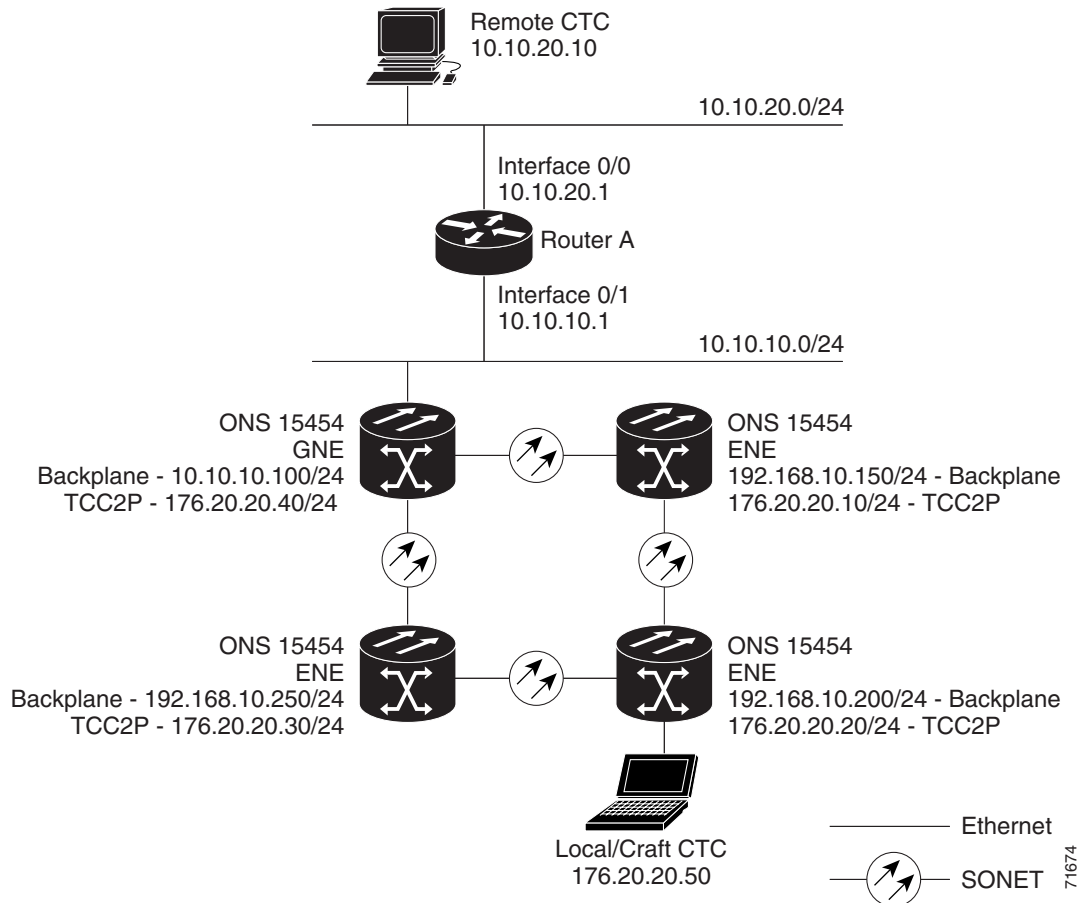 Remote CTC
10.10.20.10
10.10.20.0/24
Interface 0/0
10.10.20.1
Router A
Interface 0/1
10.10.10.1
10.10.10.0/24
ONS 15454
GNE
Backplane - 10.10.10.100/24
TCC2P - 176.20.20.40/24
ONS 15454
ENE
192.168.10.150/24 - Backplane
176.20.20.10/24 - TCC2P
ONS 15454
ENE
Backplane - 192.168.10.250/24
TCC2P - 176.20.20.30/24
ONS 15454
ENE
192.168.10.200/24 - Backplane
176.20.20.20/24 - TCC2P
Local/Craft CTC
176.20.20.50
Ethernet
SONET
71674